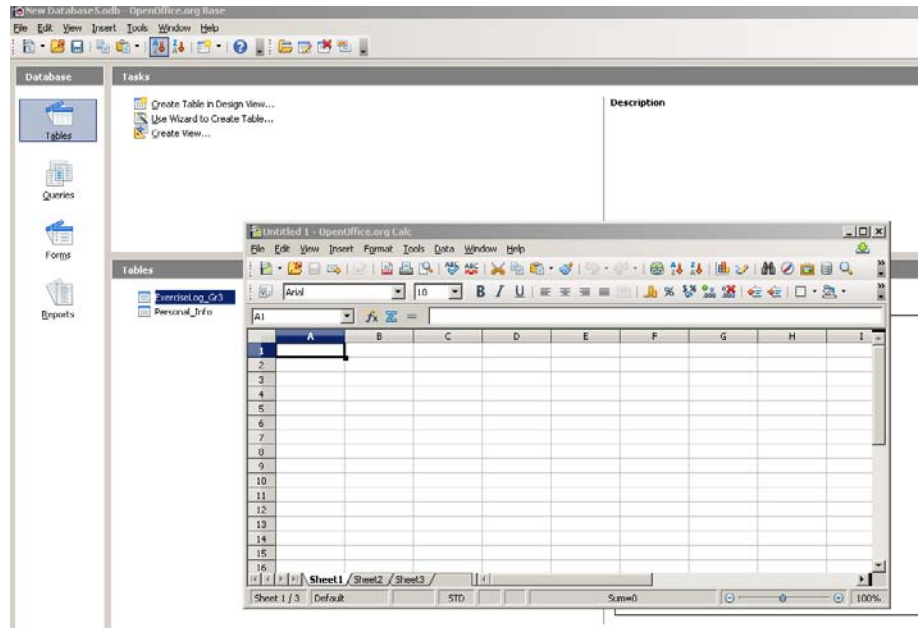 New Database5.odb - OpenOffice.org Base
File Edit View Insert Tools Window Help
Database
Tasks
Tables
Create Table in Design View...
Use Wizard to Create Table...
Create View...
Description
Queries
Forms
Reports
Tables
ExerciseLog_Gr3
Personal_Info
Untitled 1 - OpenOffice.org Calc
File Edit View Insert Format Tools Data Window Help
Arial 10 B I U
A1
A B C D E F G H I
1
2
3
4
5
6
7
8
9
10
11
12
13
14
15
16
Sheet1 Sheet2 Sheet3
Sheet 1 / 3 Default STD Sum=0 100%